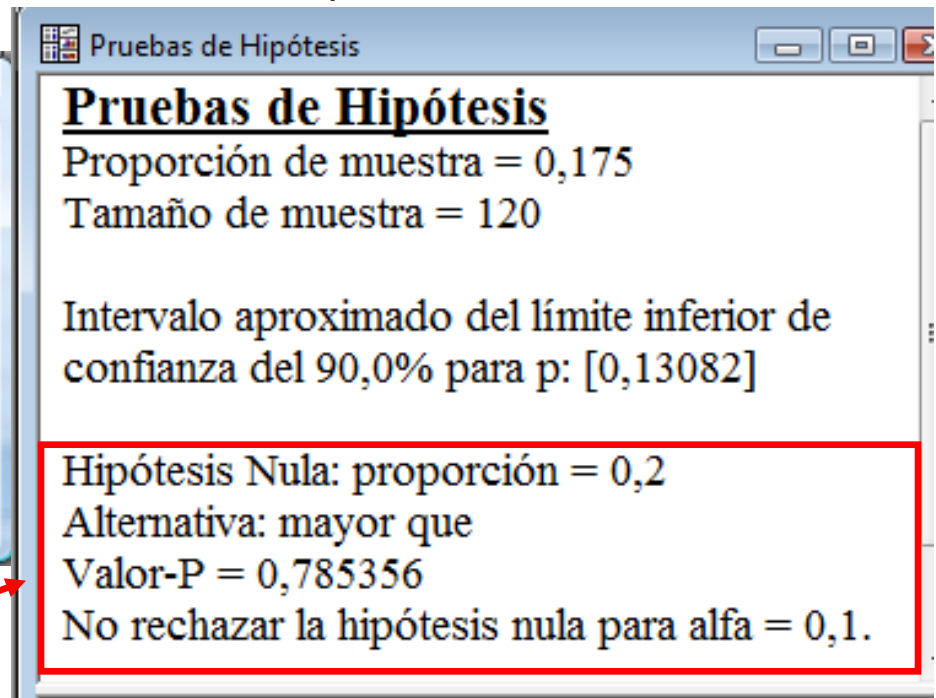 Pruebas de Hipótesis
Pruebas de Hipótesis
Proporción de muestra = 0,175
Tamaño de muestra = 120
Intervalo aproximado del límite inferior de
confianza del 90,0% para p: [0,13082]
Hipótesis Nula: proporción = 0,2
Alternativa: mayor que
Valor-P = 0,785356
No rechazar la hipótesis nula para alfa = 0,1.